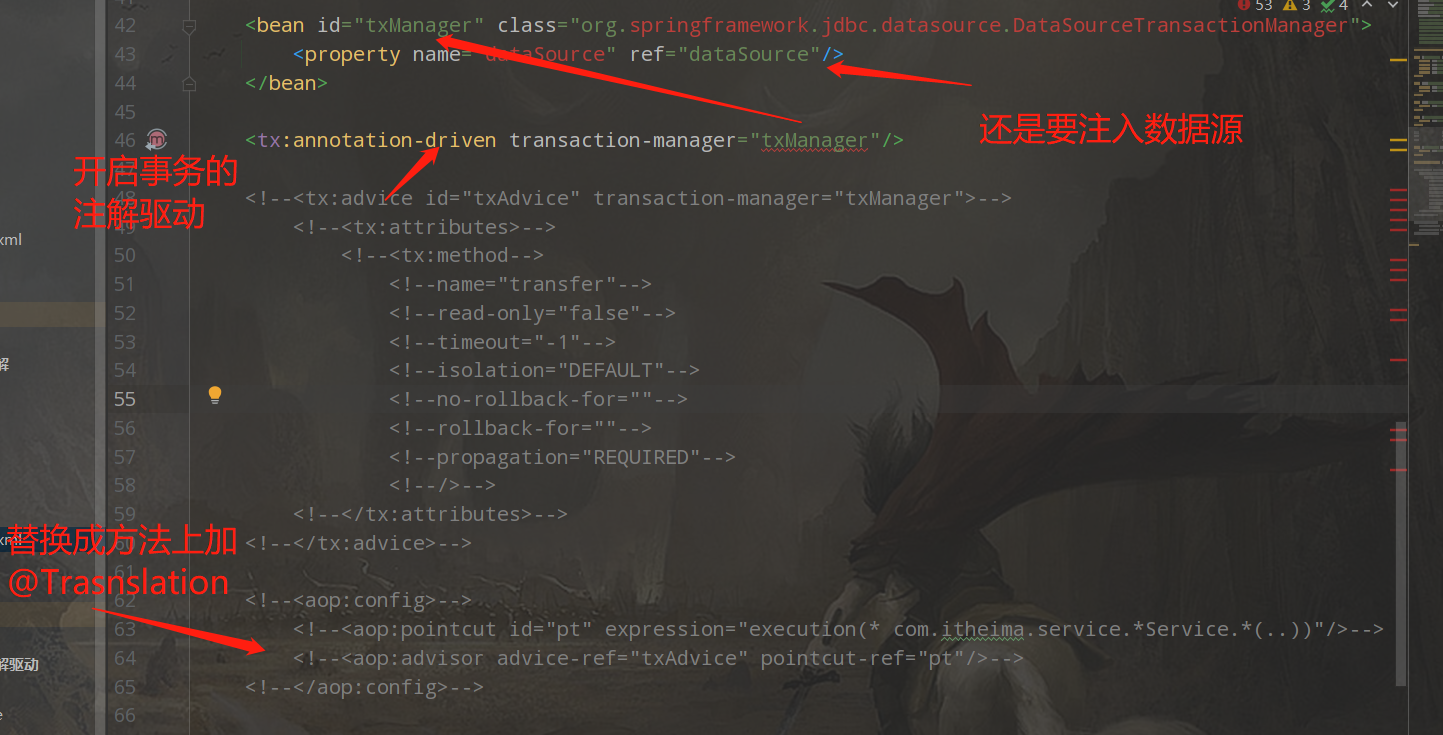 53 3 4
42 <bean id="txManager" class="org.springframework.jdbc.datasource.DataSourceTransactionManager">
43 <property name="dataSource" ref="dataSource"/>
44 </bean>
还是要注入数据源
45
46 <tx:annotation-driven transaction-manager="txManager"/>
开启事务的
注解驱动
48 <!--<tx:advice id="txAdvice" transaction-manager="txManager">-->
49 <!--<tx:attributes>-->
xml
50 <!--<tx:method-->
51 <!--name="transfer"-->
52 <!--read-only="false"-->
53 <!--timeout="-1"-->
解
54 <!--isolation="DEFAULT"-->
55 <!--no-rollback-for=""-->
56 <!--rollback-for=""-->
57 <!--propagation="REQUIRED"-->
58 <!--/>-->
59 <!--</tx:attributes>-->
xml
替换成方法上加
@Trasnslation
60 <!--</tx:advice>-->
61
62 <!--<aop:config>-->
63 <!--<aop:pointcut id="pt" expression="execution(* com.itheima.service.*Service.*(..))"/>-->
解驱动
64 <!--<aop:advisor advice-ref="txAdvice" pointcut-ref="pt"/>-->
65 <!--</aop:config>-->
66